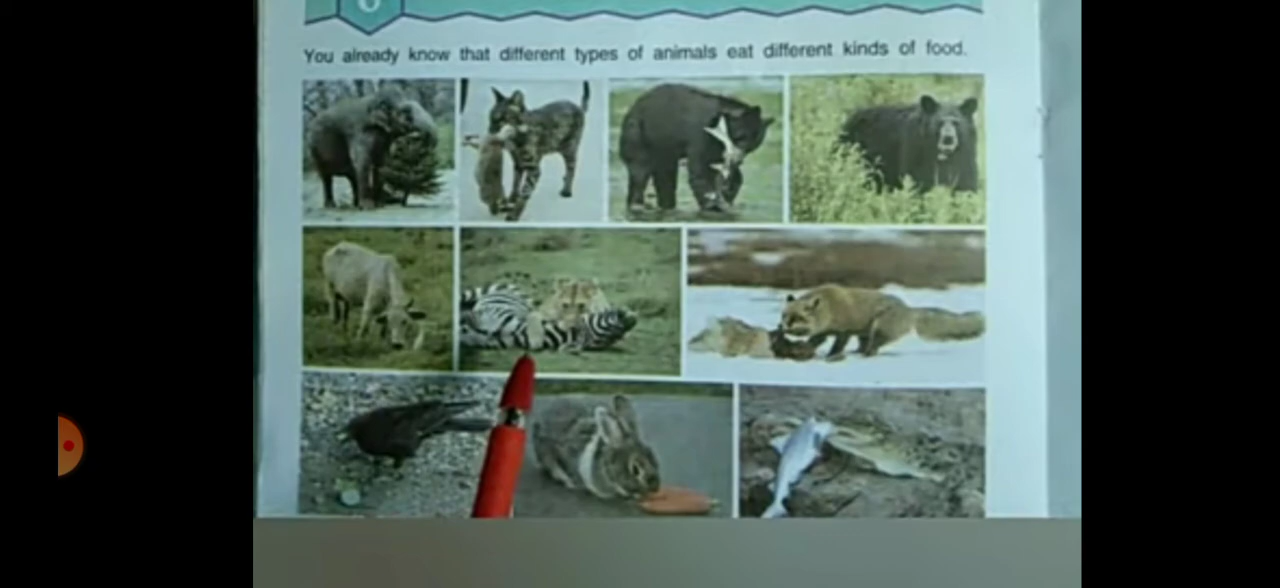 You already know that different types of animals eat different kinds of food.